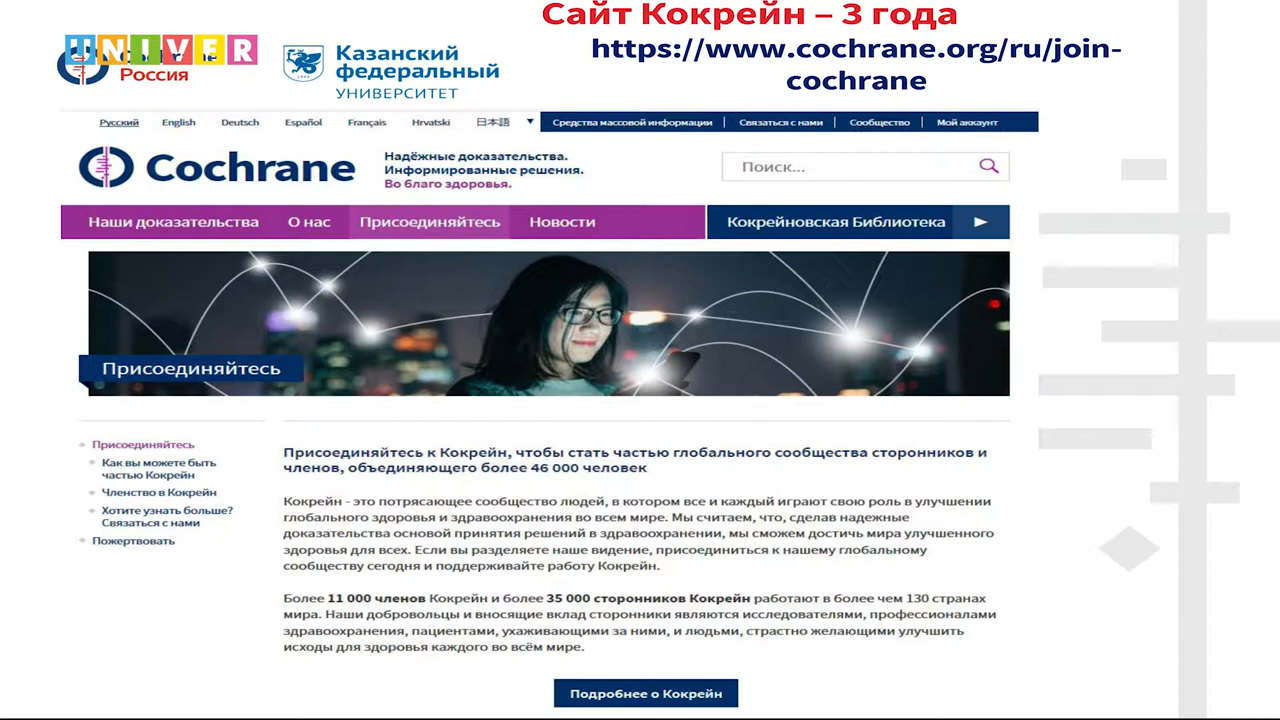 Сайт Кокрейн – 3 года
https://www.cochrane.org/ru/join-
cochrane
UNIVER
Россия
Казанский
федеральный
УНИВЕРСИТЕТ
Русский English Deutsch Español Français Hrvatski 日本語
Средства массовой информации Связаться с нами Сообщество Мой аккаунт
Cochrane
Надёжные доказательства.
Информированные решения.
Во благо здоровья.
Поиск...
Наши доказательства О нас Присоединяйтесь Новости Кокрейновская Библиотека
Присоединяйтесь
Присоединяйтесь
Как вы можете быть
частью Кокрейн
Членство в Кокрейн
Хотите узнать больше?
Связаться с нами
Пожертвовать
Присоединяйтесь к Кокрейн, чтобы стать частью глобального сообщества сторонников и
членов, объединяющего более 46 000 человек
Кокрейн - это потрясающее сообщество людей, в котором все и каждый играют свою роль в улучшении
глобального здоровья и здравоохранения во всем мире. Мы считаем, что, сделав надежные
доказательства основой принятия решений в здравоохранении, мы сможем достичь мира улучшенного
здоровья для всех. Если вы разделяете наше видение, присоединиться к нашему глобальному
сообществу сегодня и поддерживайте работу Кокрейн.
Более 11 000 членов Кокрейн и более 35 000 сторонников Кокрейн работают в более чем 130 странах
мира. Наши добровольцы и вносящие вклад сторонники являются исследователями, профессионалами
здравоохранения, пациентами, ухаживающими за ними, и людьми, страстно желающими улучшить
исходы для здоровья каждого во всём мире.
Подробнее о Кокрейн